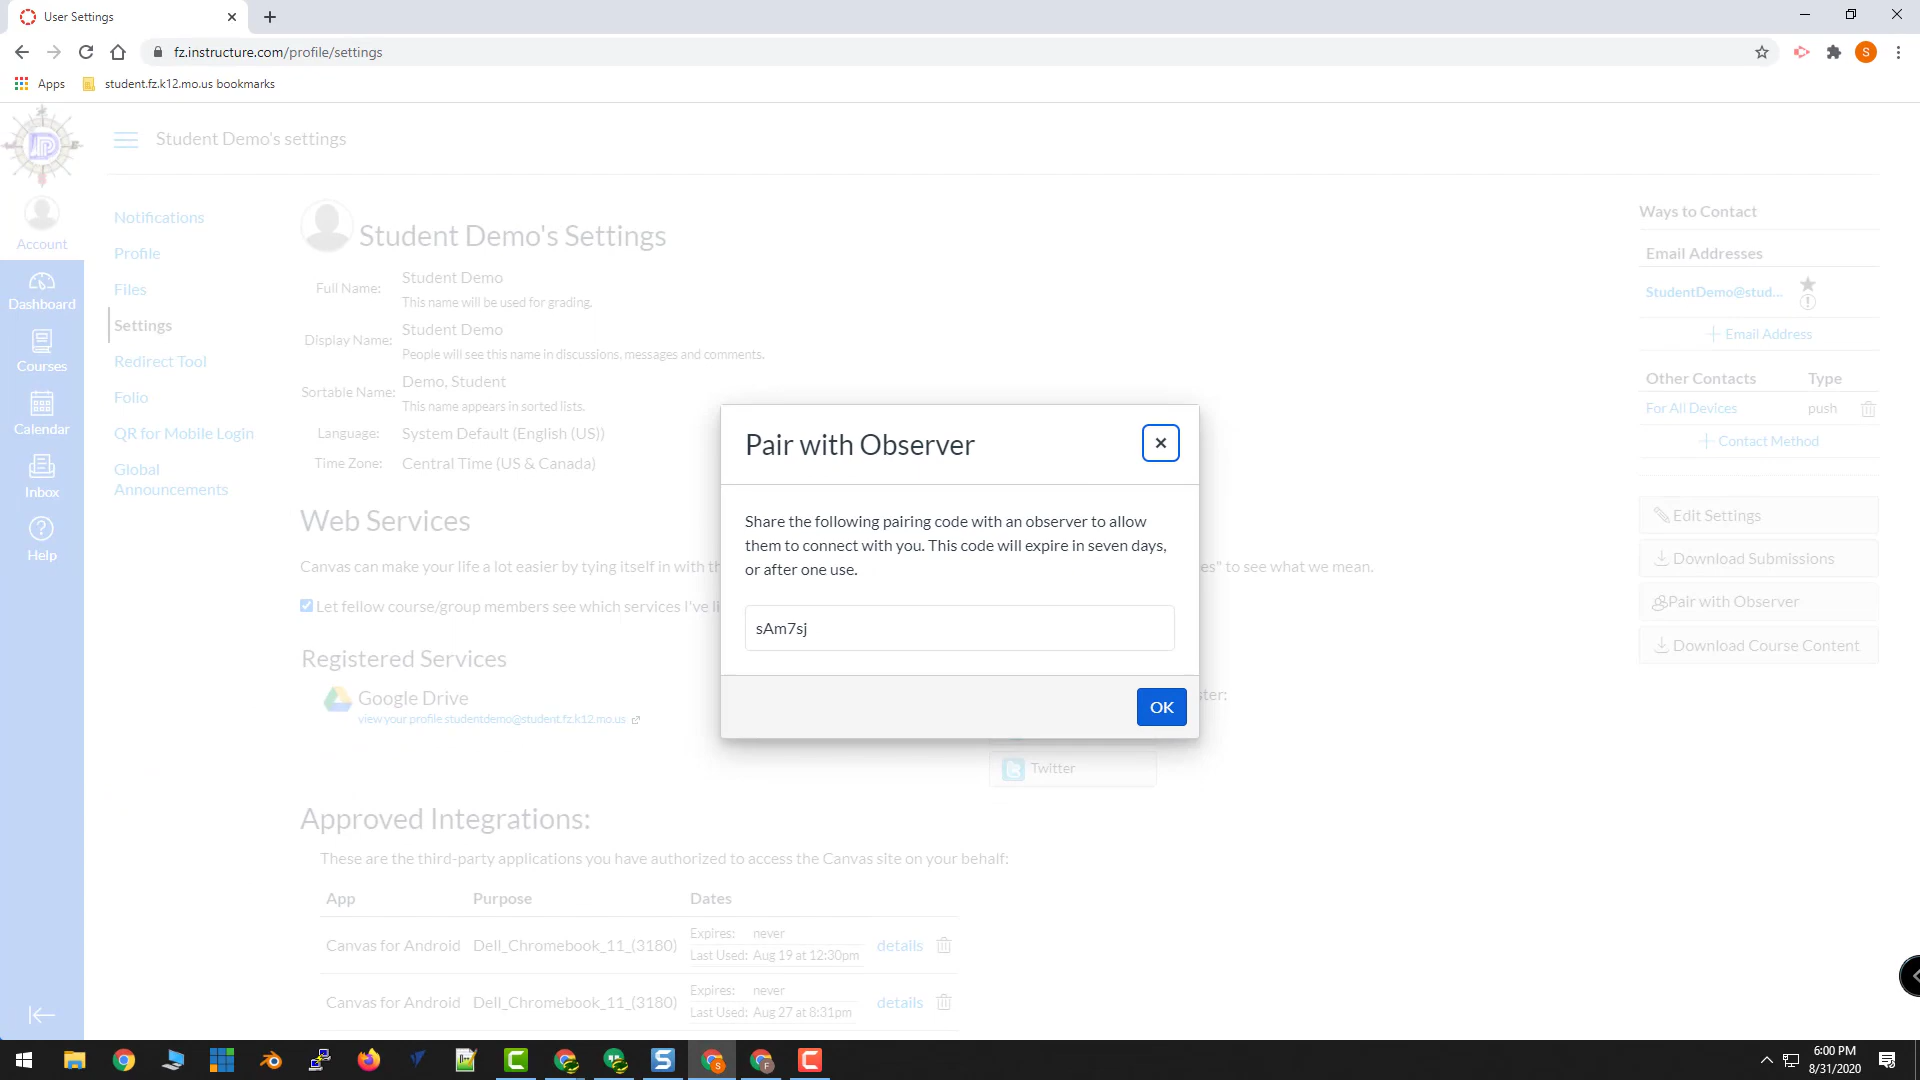 User Settings
fz.instructure.com/profile/settings
S
Apps
student.fz.k12.mo.us bookmarks
Student Demo's settings
Account
Dashboard
Courses
Calendar
Inbox
Help
Notifications
Profile
Files
Settings
Redirect Tool
Folio
QR for Mobile Login
Global
Announcements
Student Demo's Settings
Full Name: Student Demo
This name will be used for grading.
Display Name: Student Demo
People will see this name in discussions, messages and comments.
Sortable Name: Demo, Student
This name appears in sorted lists.
Language: System Default (English (US))
Time Zone: Central Time (US & Canada)
Web Services
Canvas can make your life a lot easier by tying itself in with th
es" to see what we mean.
Let fellow course/group members see which services I've li
Registered Services
Google Drive
view your profile studentdemo@student.fz.k12.mo.us
ster:
Twitter
Approved Integrations:
These are the third-party applications you have authorized to access the Canvas site on your behalf:
App Purpose Dates
Canvas for Android Dell_Chromebook_11_(3180) Expires: never
Last Used: Aug 19 at 12:30pm details
Canvas for Android Dell_Chromebook_11_(3180) Expires: never
Last Used: Aug 27 at 8:31pm details
Pair with Observer
Share the following pairing code with an observer to allow
them to connect with you. This code will expire in seven days,
or after one use.
sAm7sj
OK
Ways to Contact
Email Addresses
StudentDemo@stud...
Email Address
Other Contacts Type
For All Devices push
Contact Method
Edit Settings
Download Submissions
Pair with Observer
Download Course Content
6:00 PM
8/31/2020